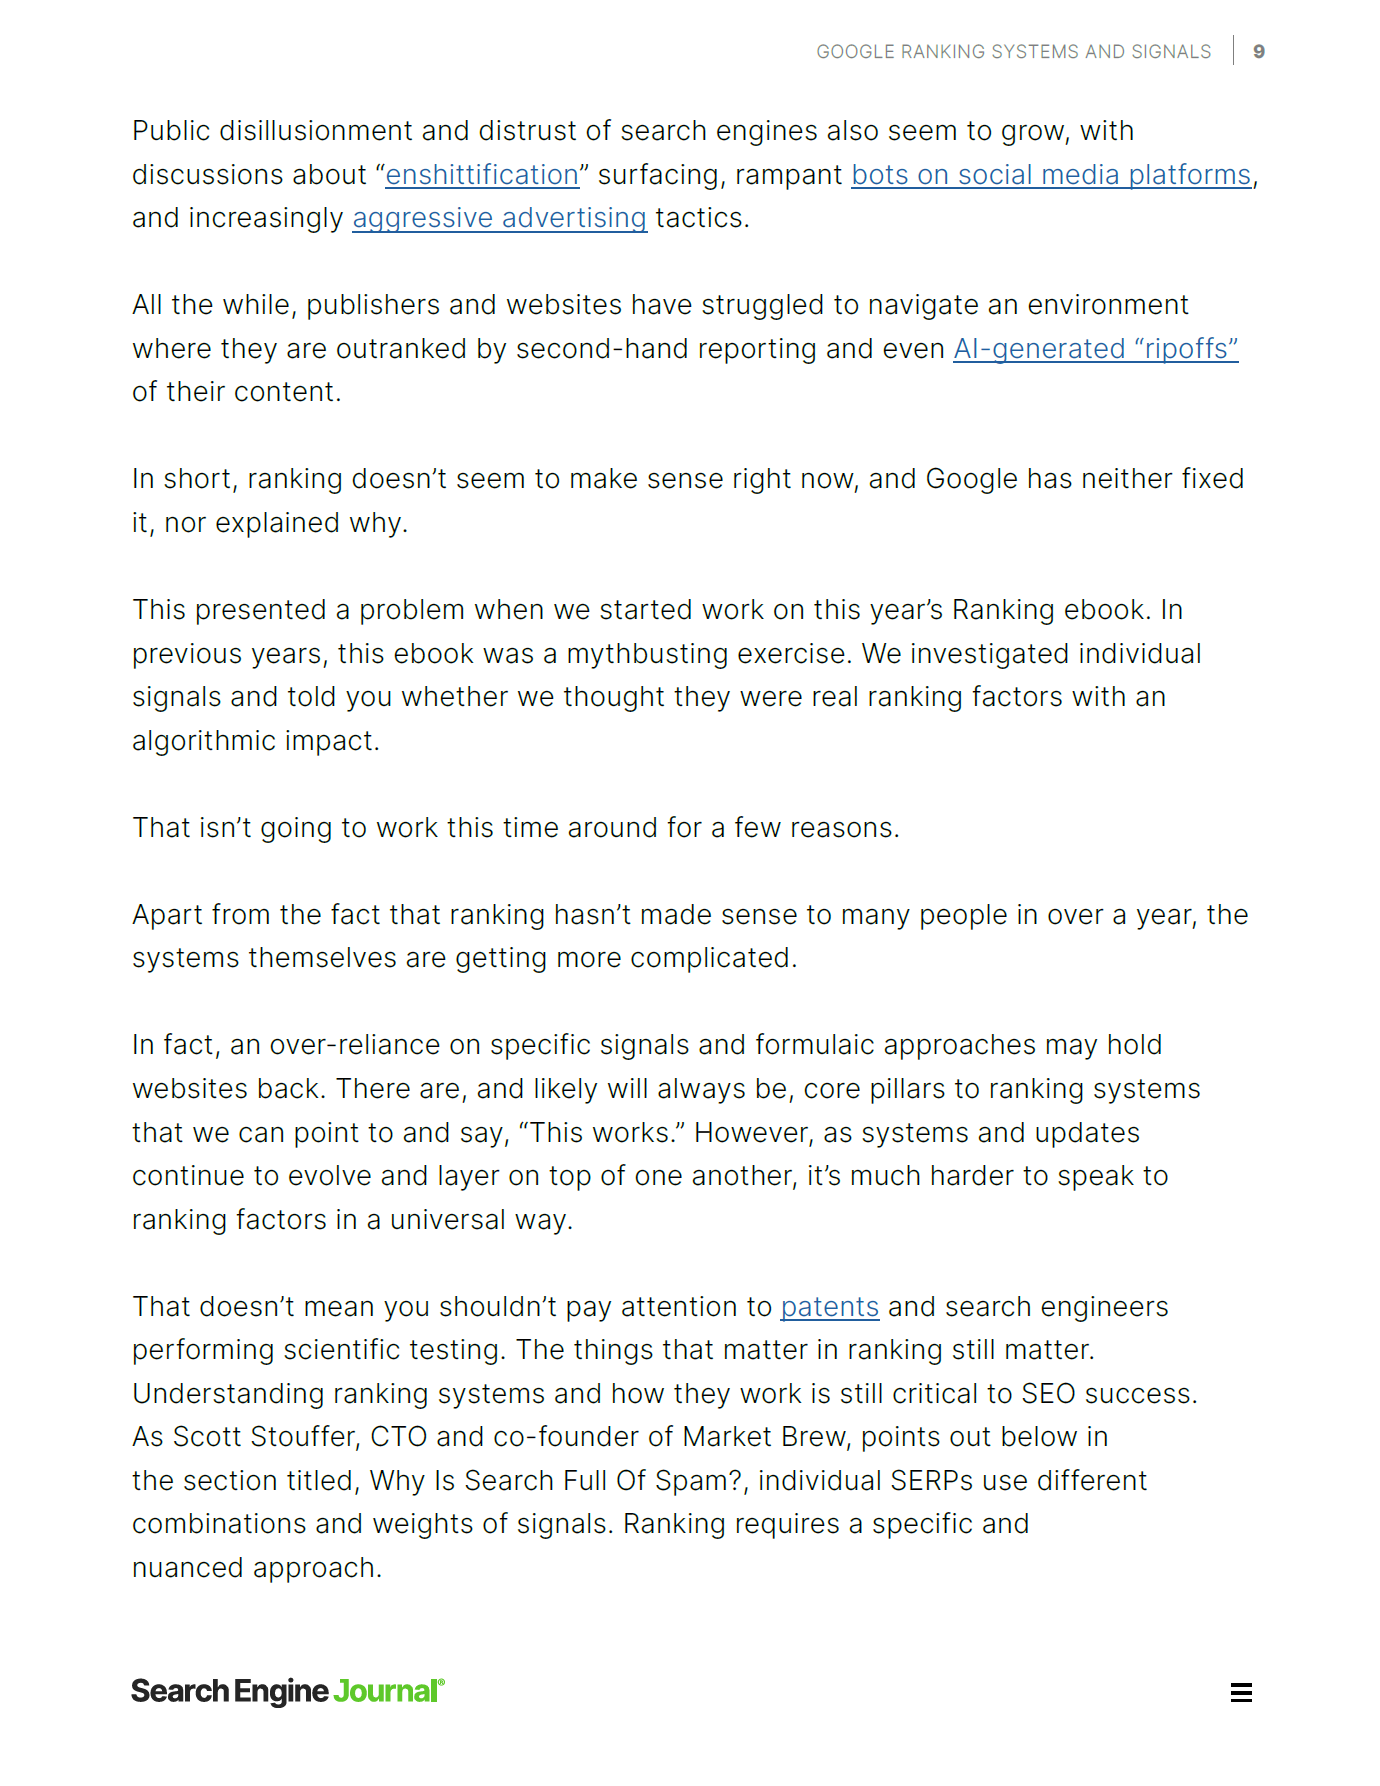 GOOGLE RANKING SYSTEMS AND SIGNALS 9
Public disillusionment and distrust of search engines also seem to grow, with
discussions about “enshittification” surfacing, rampant bots on social media platforms,
and increasingly aggressive advertising tactics.
All the while, publishers and websites have struggled to navigate an environment
where they are outranked by second-hand reporting and even AI-generated “ripoffs”
of their content.
In short, ranking doesn’t seem to make sense right now, and Google has neither fixed
it, nor explained why.
This presented a problem when we started work on this year’s Ranking ebook. In
previous years, this ebook was a mythbusting exercise. We investigated individual
signals and told you whether we thought they were real ranking factors with an
algorithmic impact.
That isn’t going to work this time around for a few reasons.
Apart from the fact that ranking hasn’t made sense to many people in over a year, the
systems themselves are getting more complicated.
In fact, an over-reliance on specific signals and formulaic approaches may hold
websites back. There are, and likely will always be, core pillars to ranking systems
that we can point to and say, “This works.” However, as systems and updates
continue to evolve and layer on top of one another, it’s much harder to speak to
ranking factors in a universal way.
That doesn’t mean you shouldn’t pay attention to patents and search engineers
performing scientific testing. The things that matter in ranking still matter.
Understanding ranking systems and how they work is still critical to SEO success.
As Scott Stouffer, CTO and co-founder of Market Brew, points out below in
the section titled, Why Is Search Full Of Spam?, individual SERPs use different
combinations and weights of signals. Ranking requires a specific and
nuanced approach.
Search Engine Journal®